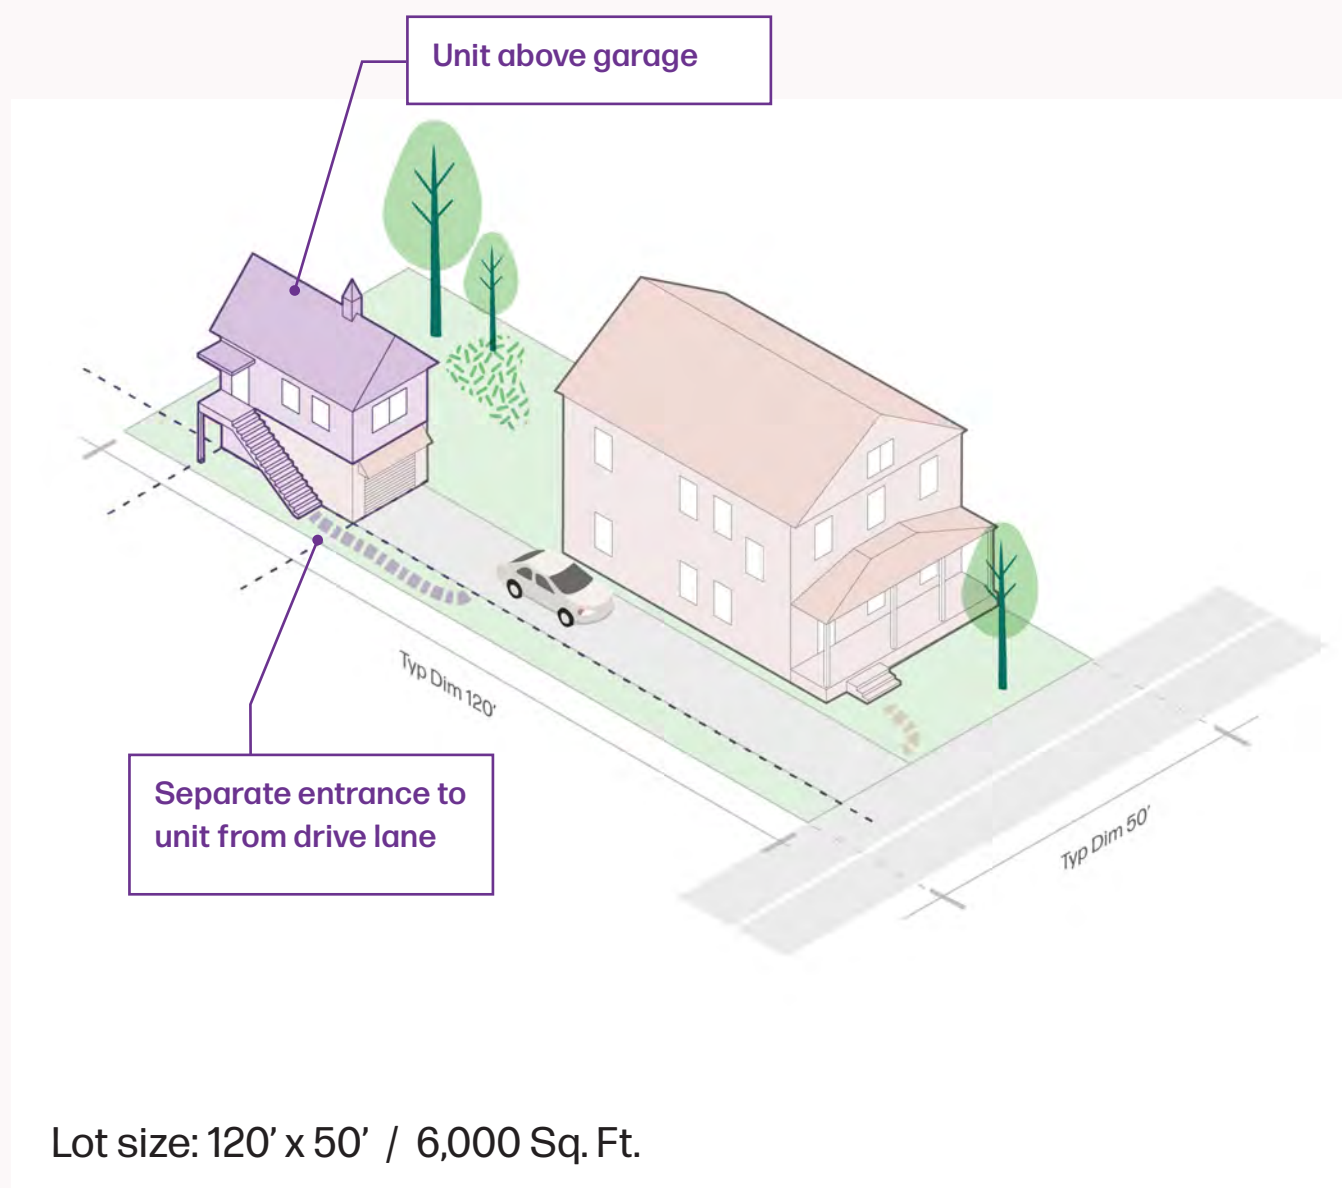 Unit above garage
Typ Dim 120'
Separate entrance to
unit from drive lane
Typ Dim 50'
Lot size: 120' x 50' / 6,000 Sq. Ft.